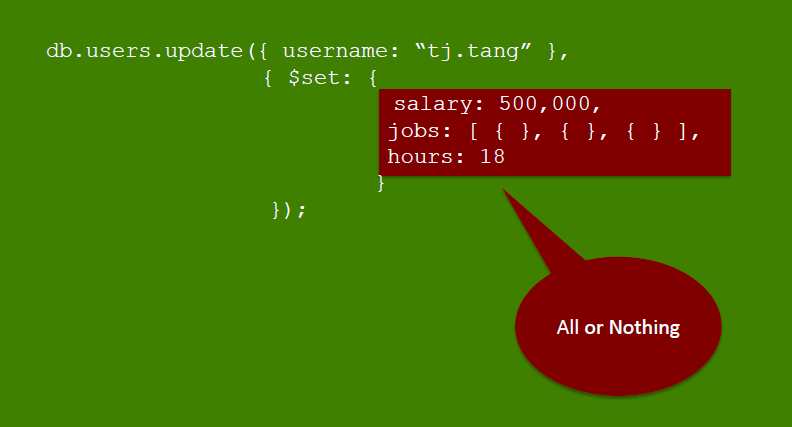 db.users.update({ username: “tj.tang” },
{ $set: {
salary: 500,000,
jobs: [ { }, { }, { } ],
hours: 18
}
});
All or Nothing